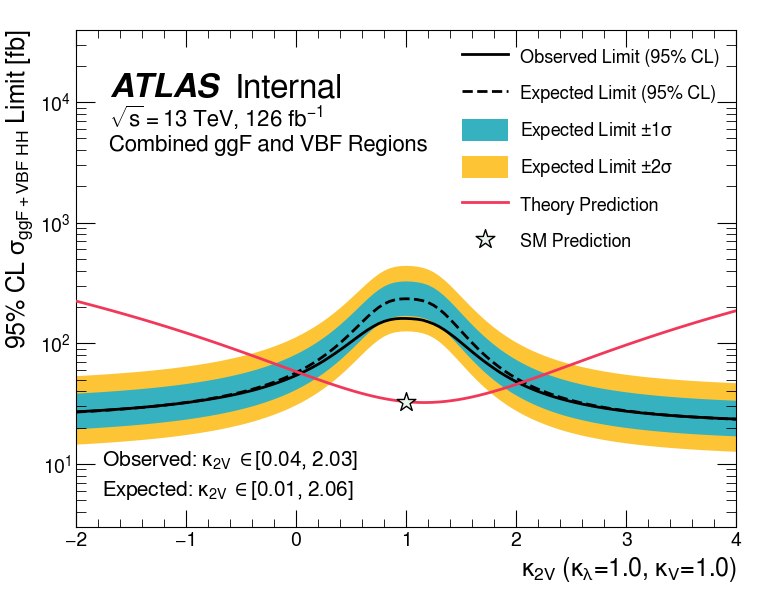 95% CL σggF + VBF HH Limit [fb]
10⁴
10³
10²
10¹
ATLAS Internal
√s = 13 TeV, 126 fb⁻¹
Combined ggF and VBF Regions
Observed Limit (95% CL)
Expected Limit (95% CL)
Expected Limit ±1σ
Expected Limit ±2σ
Theory Prediction
SM Prediction
Observed: κ2V ∈[0.04, 2.03]
Expected: κ2V ∈[0.01, 2.06]
−2 −1 0 1 2 3 4
κ2V (κλ=1.0, κV=1.0)